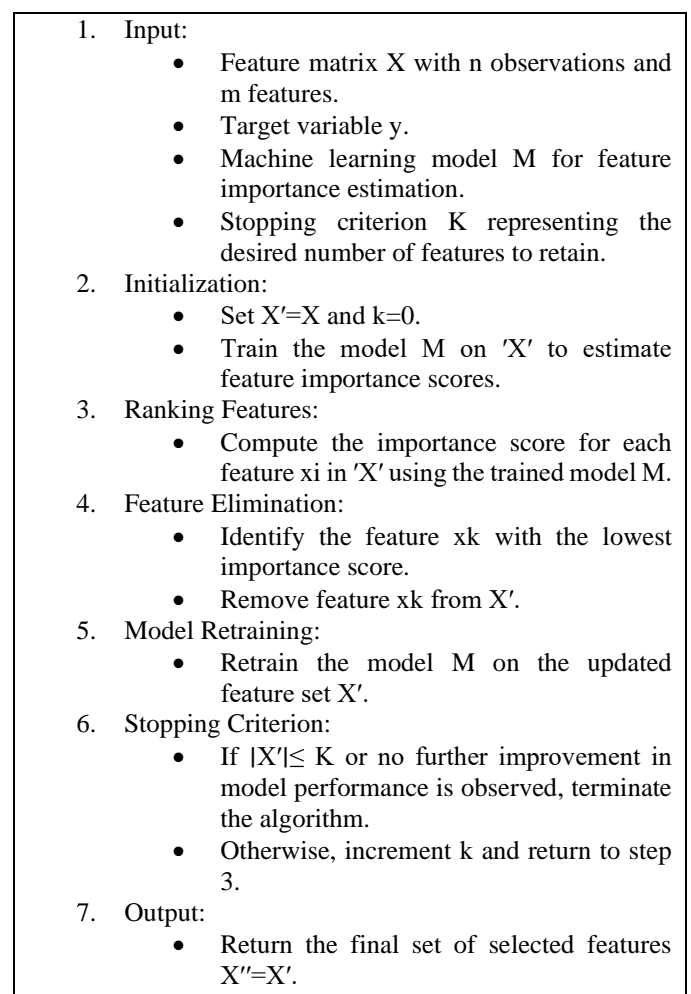 1. Input:
• Feature matrix X with n observations and
m features.
• Target variable y.
• Machine learning model M for feature
importance estimation.
• Stopping criterion K representing the
desired number of features to retain.
2. Initialization:
• Set X′=X and k=0.
• Train the model M on ′X′ to estimate
feature importance scores.
3. Ranking Features:
• Compute the importance score for each
feature xi in ′X′ using the trained model M.
4. Feature Elimination:
• Identify the feature xk with the lowest
importance score.
• Remove feature xk from X′.
5. Model Retraining:
• Retrain the model M on the updated
feature set X′.
6. Stopping Criterion:
• If |X′|≤ K or no further improvement in
model performance is observed, terminate
the algorithm.
• Otherwise, increment k and return to step
3.
7. Output:
• Return the final set of selected features
X′′=X′.